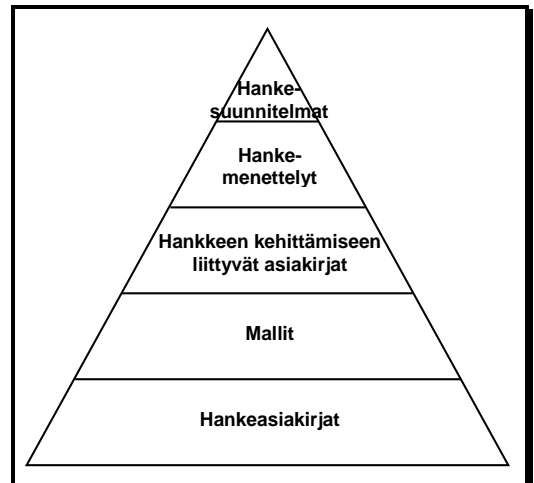 Hanke-
suunnitelmat
Hanke-
menettelyt
Hankkeen kehittämiseen
liittyvät asiakirjat
Mallit
Hankeasiakirjat